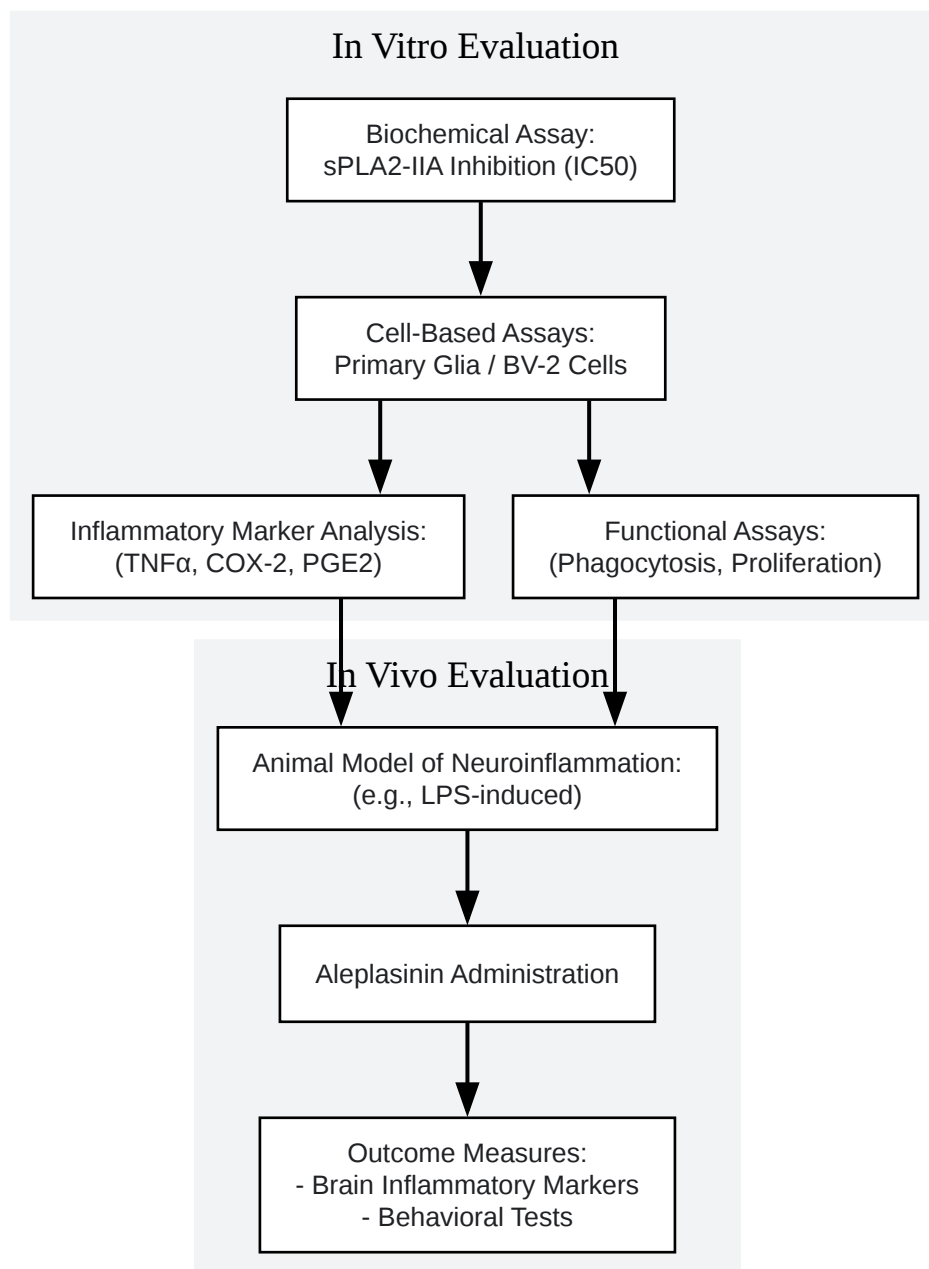 In Vitro Evaluation
Biochemical Assay:
sPLA2-IIA Inhibition (IC50)
Cell-Based Assays:
Primary Glia / BV-2 Cells
Inflammatory Marker Analysis:
(TNFα, COX-2, PGE2)
Functional Assays:
(Phagocytosis, Proliferation)
In Vivo Evaluation
Animal Model of Neuroinflammation:
(e.g., LPS-induced)
Aleplasinin Administration
Outcome Measures:
- Brain Inflammatory Markers
- Behavioral Tests